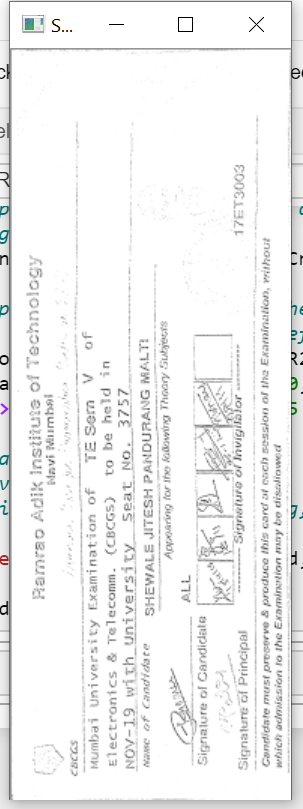 S...
Ramrao Adik Institute of Technology
Navi Mumbai
CBCGS
Mumbai University Examination of TE Sem V of
Electronics & Telecomm. (CBCGS) to be held in
NOV-19 with University Seat No. 3757
Name of Candidate SHEWALE JITESH PANDURANG MALTI
Appearing for the following Theory Subjects
17ET3003
ALL
Signature of Candidate
Signature of Principal Signature of Invigilator
Candidate must preserve & produce this card at each session of the Examination, without
which admission to the Examination may be disallowed